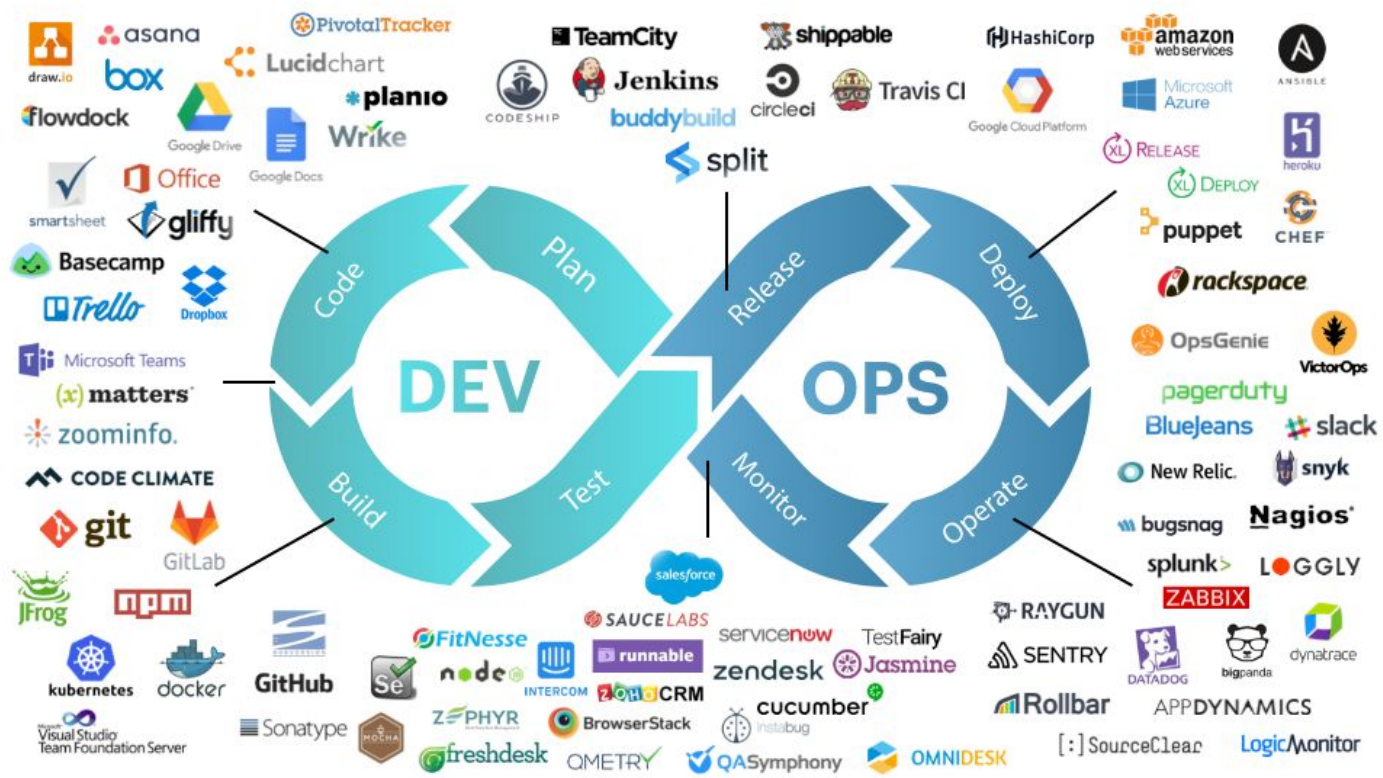 PivotalTracker
asana
draw.io
box
Lucidchart
planio
flowdock
Google Drive
Wrike
Google Docs
Office
smartsheet
gliffy
Basecamp
Trello
Dropbox
TeamCity
shippable
CODESHIP
Jenkins
circleci
Travis CI
buddybuild
split
HashiCorp
amazon
web services
ANSIBLE
Google Cloud Platform
Microsoft
Azure
XL RELEASE
heroku
XL DEPLOY
puppet
CHEF
rackspace
OpsGenie
VictorOps
pagerduty
BlueJeans
slack
New Relic.
snyk
bugsnag
Nagios®
splunk>
LOGGLY
ZABBIX
Plan
Code
Release
Deploy
DEV
OPS
Build
Test
Monitor
Operate
T Microsoft Teams
(x) matters
zoominfo.
CODE CLIMATE
git
GitLab
JFrog
npm
kubernetes
docker
SUBVERSION
GitHub
Microsoft
Visual Studio
Team Foundation Server
Sonatype
salesforce
SAUCELABS
FitNesse
servicenow
TestFairy
Se
node JS
INTERCOM
runnable
zendesk
Jasmine
ZOHO CRM
cucumber
MOCHA
ZEPHYR
BrowserStack
instabug
freshdesk
QMETRY
QASymphony
OMNIDESK
RAYGUN
SENTRY
DATADOG
bigpanda
dynatrace
Rollbar
APPDYNAMICS
[:]SourceClear
LogicMonitor